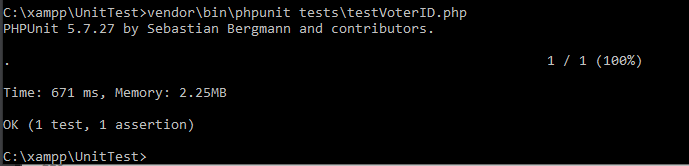 C:\xampp\UnitTest>vendor\bin\phpunit tests\testVoterID.php
PHPUnit 5.7.27 by Sebastian Bergmann and contributors.
. 1 / 1 (100%)
Time: 671 ms, Memory: 2.25MB
OK (1 test, 1 assertion)
C:\xampp\UnitTest>